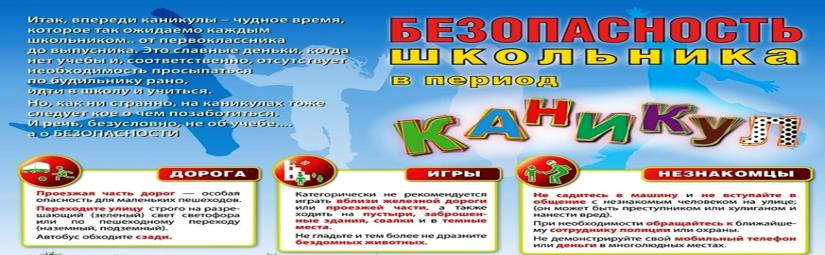 Итак, впереди каникулы – чудное время,
которое так ожидаемо каждым
школьником.. от первоклассника
до выпусника. Это славные деньки, когда
нет учебы и, соответственно, отсутствует
необходимость просыпаться
по будильнику рано,
идти в школу и учиться.
Но, как ни странно, на каникулах тоже
следует кое о чем позаботиться.
И речь, безусловно, не об учебе....
а о БЕЗОПАСНОСТИ
БЕЗОПАСНОСТЬ
школьника
в период
КАНИКУЛ
ДОРОГА
Проезжая часть дорог — особая
опасность для маленьких пешеходов.
Переходите улицу строго на разре-
шающий (зеленый) свет светофора
или по пешеходному переходу
(наземный, подземный).
Автобус обходите сзади.
ИГРЫ
Категорически не рекомендуется
играть вблизи железной дороги
или проезжей части, а также
ходить на пустыри, заброшен-
ные здания, свалки и в темные
места.
Не гладьте и тем более не дразните
бездомных животных.
НЕЗНАКОМЦЫ
Не садитесь в машину и не вступайте в
общение с незнакомым человеком на улице;
(он может быть преступником или хулиганом и
нанести вред).
При необходимости обращайтесь к ближайше-
му сотруднику полиции или охраны.
Не демонстрируйте свой мобильный телефон
или деньги в многолюдных местах.